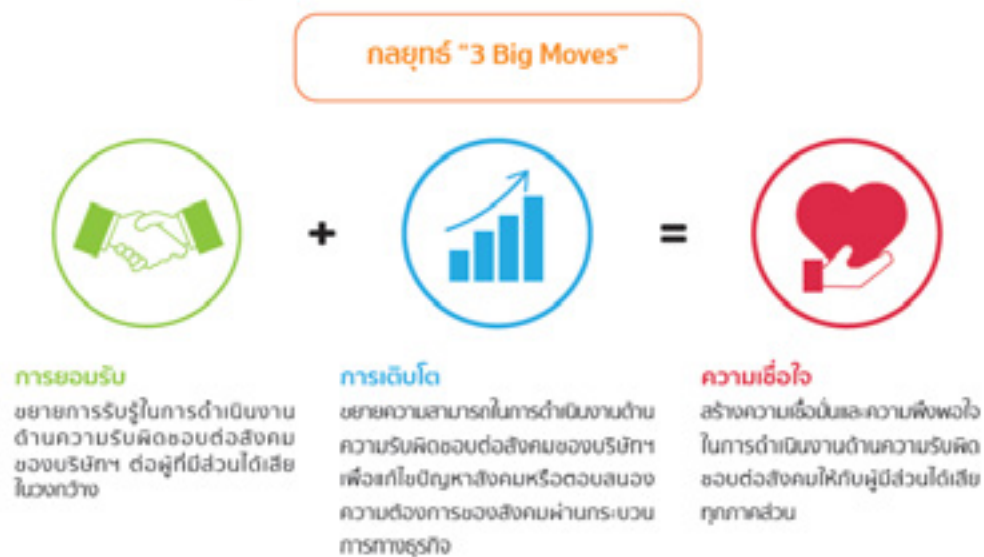 กลยุทธ์ "3 Big Moves"
+
=
การยอมรับ
ขยายการรับรู้ในการดำเนินงาน
ด้านความรับผิดชอบต่อสังคม
ของบริษัทฯ ต่อผู้ที่มีส่วนได้เสีย
ในวงกว้าง
การเติบโต
ขยายความสามารถในการดำเนินงานด้าน
ความรับผิดชอบต่อสังคมของบริษัทฯ
เพื่อแก้ไขปัญหาสังคมหรือตอบสนอง
ความต้องการของสังคมผ่านกระบวน
การทางธุรกิจ
ความเชื่อใจ
สร้างความเชื่อมั่นและความพึงพอใจ
ในการดำเนินงานด้านความรับผิด
ชอบต่อสังคมให้กับผู้มีส่วนได้เสีย
ทุกภาคส่วน